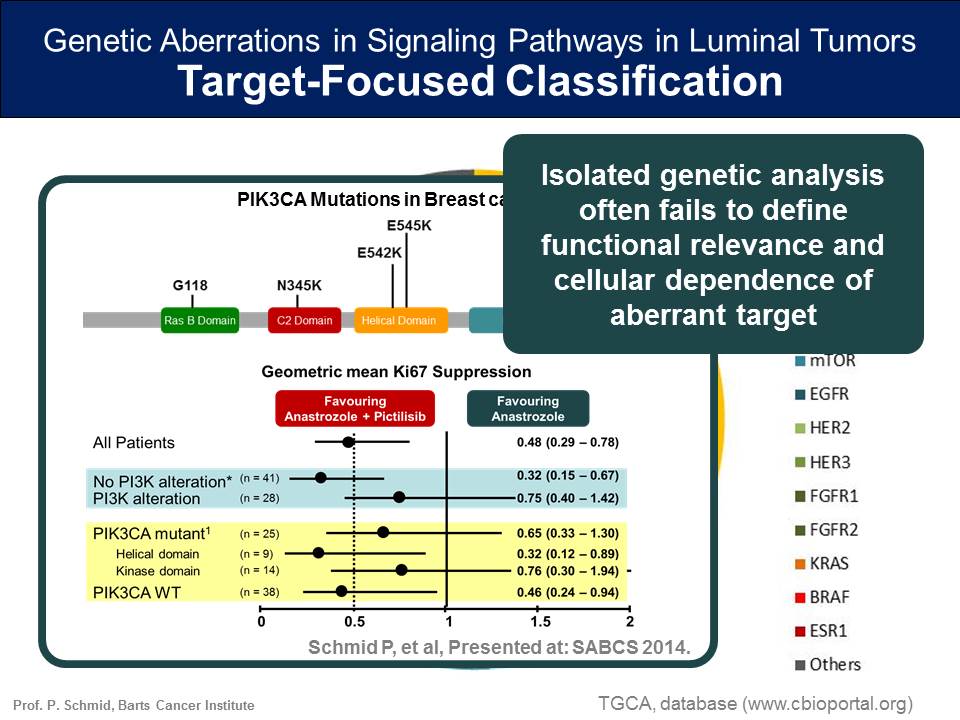 Genetic Aberrations in Signaling Pathways in Luminal Tumors
Target-Focused Classification
Isolated genetic analysis
often fails to define
functional relevance and
cellular dependence of
aberrant target
PIK3CA Mutations in Breast
E545K
E542K
G118
N345K
Ras B Domain
C2 Domain
Helical Domain
Geometric mean Ki67 Suppression
Favouring
Anastrozole + Pictilisib
Favouring
Anastrozole
All Patients 0.48 (0.29 – 0.78)
No PI3K alteration* (n = 41) 0.32 (0.15 – 0.67)
PI3K alteration (n = 28) 0.75 (0.40 – 1.42)
PIK3CA mutant¹ (n = 25) 0.65 (0.33 – 1.30)
Helical domain (n = 9) 0.32 (0.12 – 0.89)
Kinase domain (n = 14) 0.76 (0.30 – 1.94)
PIK3CA WT (n = 38) 0.46 (0.24 – 0.94)
0 0.5 1 1.5 2
Schmid P, et al, Presented at: SABCS 2014.
mTOR
EGFR
HER2
HER3
FGFR1
FGFR2
KRAS
BRAF
ESR1
Others
Prof. P. Schmid, Barts Cancer Institute
TGCA, database (www.cbioportal.org)